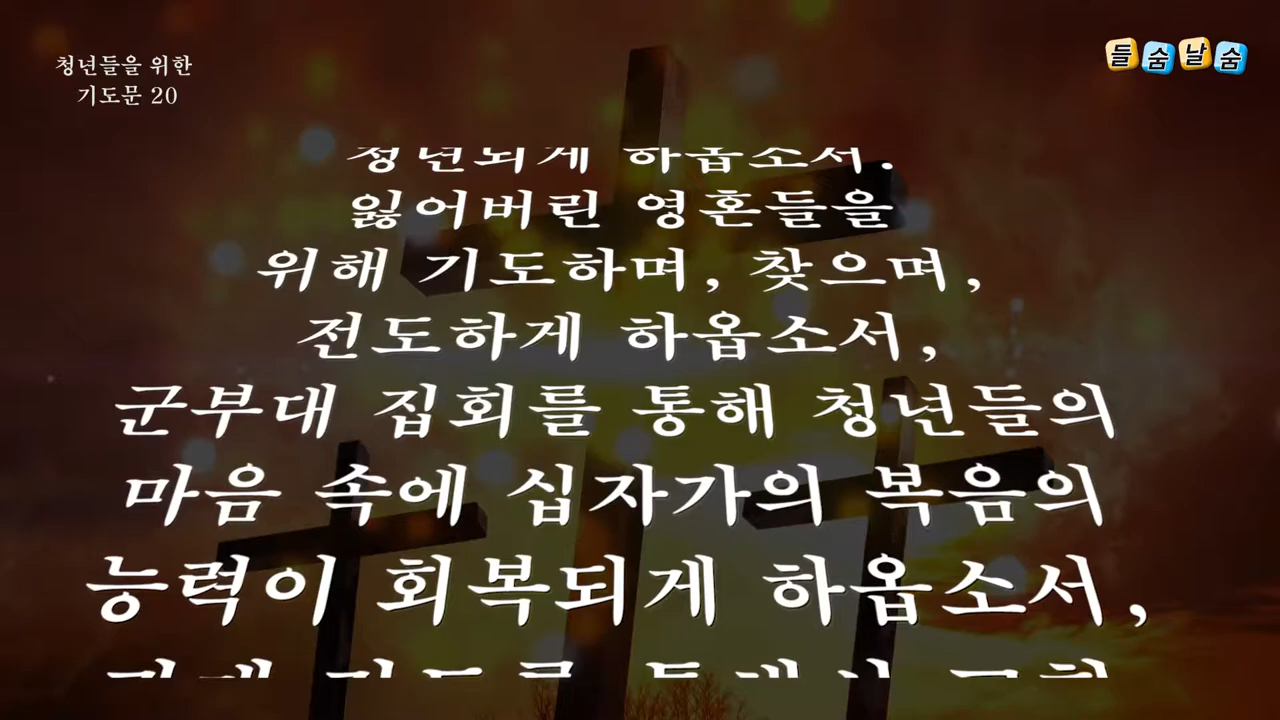 청년들을 위한
기도문 20
들숨날숨
청년되게 하옵소서.
잃어버린 영혼들을
위해 기도하며, 찾으며,
전도하게 하옵소서,
군부대 집회를 통해 청년들의
마음 속에 십자가의 복음의
능력이 회복되게 하옵소서,